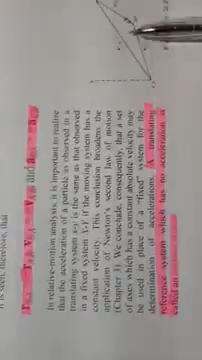 it is seen, therefore, that
and
In relative-motion analysis, it is important to realize
that the acceleration of a particle as observed in a
translating system x-y is the same as that observed
in a fixed system X-Y if the moving system has a
constant velocity. This conclusion broadens the
application of Newton's second law of motion
(Chapter 3). We conclude, consequently, that a set
of axes which has a constant absolute velocity may
be used in place of a "fixed" system for the
determination of accelerations. A translating
reference system which has no acceleration is
called an